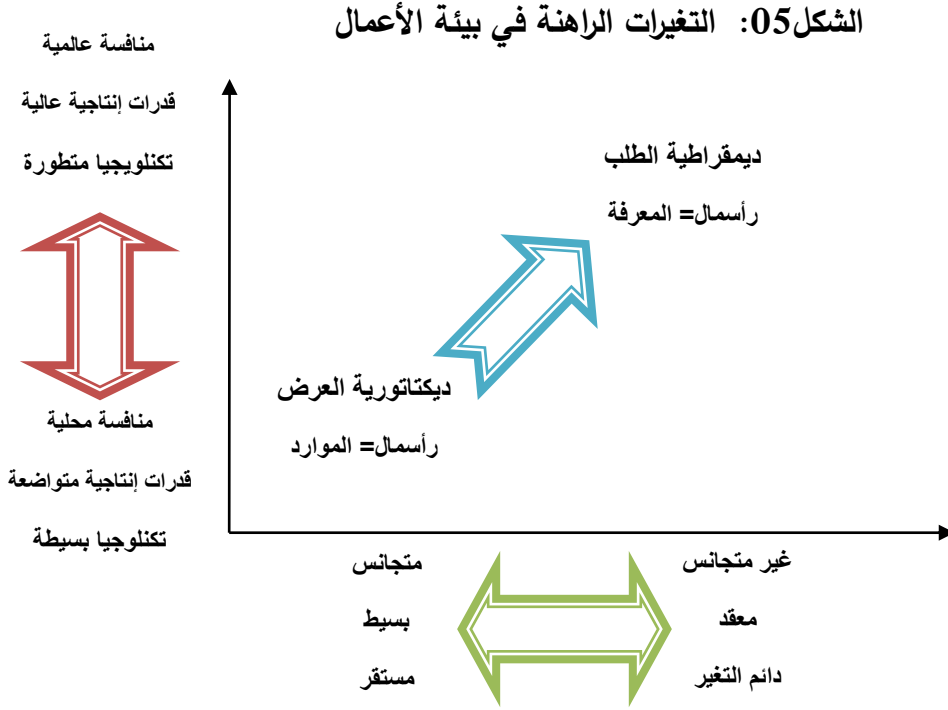 الشكل05: التغيرات الراهنة في بيئة الأعمال
منافسة عالمية
قدرات إنتاجية عالية
تكنلويجيا متطورة
ديمقراطية الطلب
رأسمال= المعرفة
ديكتاتورية العرض
رأسمال= الموارد
منافسة محلية
قدرات إنتاجية متواضعة
تكنلوجيا بسيطة
غير متجانس
معقد
دائم التغير
متجانس
بسيط
مستقر